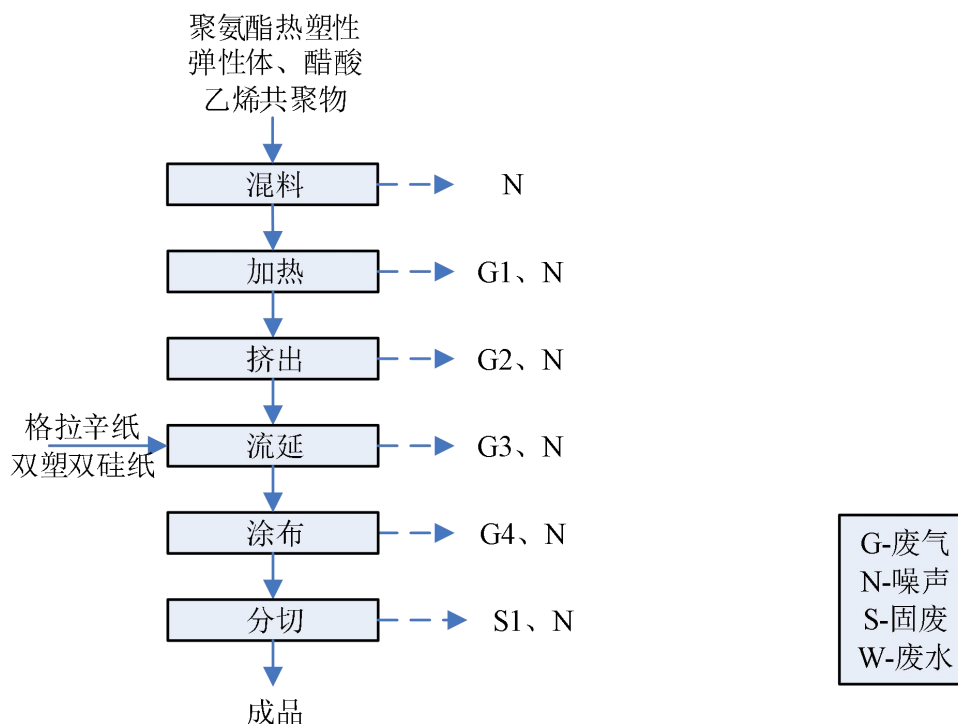 聚氨酯热塑性
弹性体、醋酸
乙烯共聚物
混料
N
加热
G1、N
挤出
G2、N
格拉辛纸
双塑双硅纸
流延
G3、N
涂布
G4、N
分切
S1、N
成品
G-废气
N-噪声
S-固废
W-废水